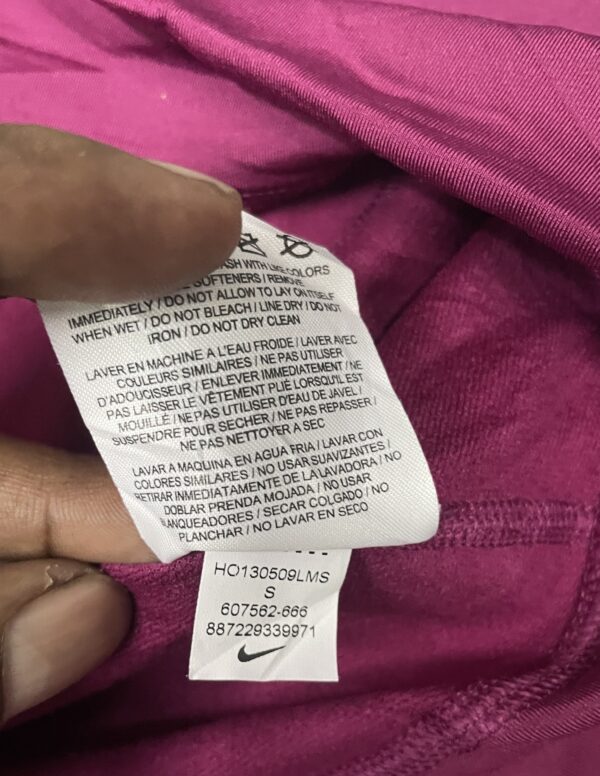 WASH WITH LIKE COLORS
SOFTENERS / REMOVE
IMMEDIATELY / DO NOT ALLOW TO LAY ON ITSELF
WHEN WET / DO NOT BLEACH / LINE DRY / DO NOT
IRON / DO NOT DRY CLEAN
LAVER EN MACHINE A L'EAU FROIDE / LAVER AVEC
COULEURS SIMILAIRES / NE PAS UTILISER
D'ADOUCISSEUR / ENLEVER IMMEDIATEMENT / NE
PAS LAISSER LE VÊTEMENT PLIÉ LORSQU'IL EST
MOUILLÉ / NE PAS UTILISER D'EAU DE JAVEL /
SUSPENDRE POUR SECHER / NE PAS REPASSER /
NE PAS NETTOYER A SEC
LAVAR A MAQUINA EN AGUA FRIA / LAVAR CON
COLORES SIMILARES / NO USAR SUAVIZANTES /
RETIRAR INMEDIATAMENTE DE LA LAVADORA / NO
DOBLAR PRENDA MOJADA / NO USAR
BLANQUEADORES / SECAR COLGADO / NO
PLANCHAR / NO LAVAR EN SECO
HO130509LMS
S
607562-666
887229339971